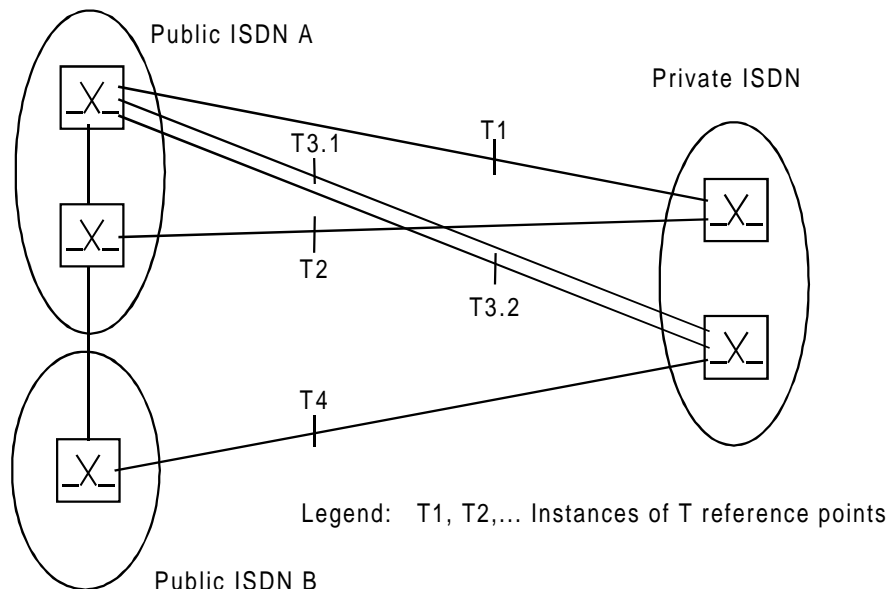 Public ISDN A
Private ISDN
T1
T3.1
T2
T3.2
T4
Legend: T1, T2,... Instances of T reference points
Public ISDN B